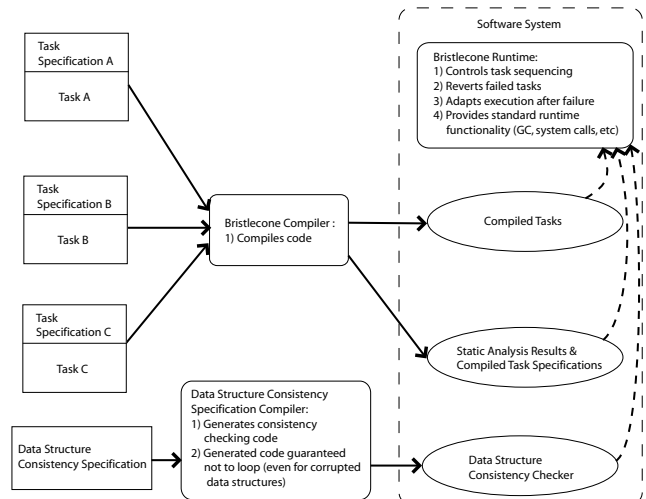 Software System
Task
Specification A
Task A
Bristlecone Runtime:
1) Controls task sequencing
2) Reverts failed tasks
3) Adapts execution after failure
4) Provides standard runtime
functionality (GC, system calls, etc)
Task
Specification B
Task B
Bristlecone Compiler :
1) Compiles code
Compiled Tasks
Task
Specification C
Task C
Static Analysis Results &
Compiled Task Specifications
Data Structure
Consistency Specification
Data Structure Consistency
Specification Compiler:
1) Generates consistency
checking code
2) Generated code guaranteed
not to loop (even for corrupted
data structures)
Data Structure
Consistency Checker